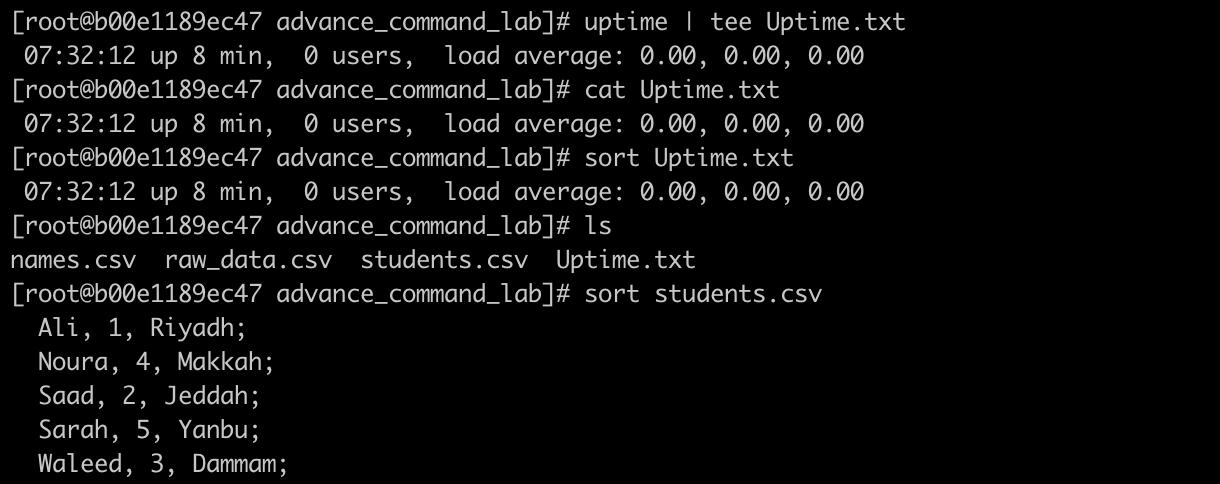 [root@b00e1189ec47 advance_command_lab]# uptime | tee Uptime.txt
 07:32:12 up 8 min,  0 users,  load average: 0.00, 0.00, 0.00
[root@b00e1189ec47 advance_command_lab]# cat Uptime.txt
 07:32:12 up 8 min,  0 users,  load average: 0.00, 0.00, 0.00
[root@b00e1189ec47 advance_command_lab]# sort Uptime.txt
 07:32:12 up 8 min,  0 users,  load average: 0.00, 0.00, 0.00
[root@b00e1189ec47 advance_command_lab]# ls
names.csv  raw_data.csv  students.csv  Uptime.txt
[root@b00e1189ec47 advance_command_lab]# sort students.csv
  Ali, 1, Riyadh;
  Noura, 4, Makkah;
  Saad, 2, Jeddah;
  Sarah, 5, Yanbu;
  Waleed, 3, Dammam;